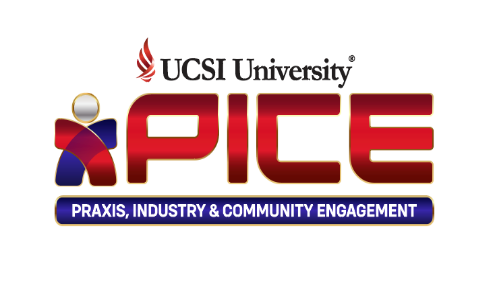 UCSI University®
PICE
PRAXIS, INDUSTRY & COMMUNITY ENGAGEMENT